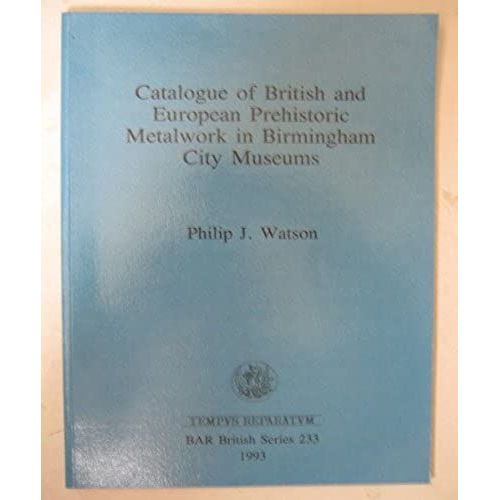 Catalogue of British and
European Prehistoric
Metalwork in Birmingham
City Museums
Philip J. Watson
TEMPVS REPARATVM
BAR British Series 233
1993